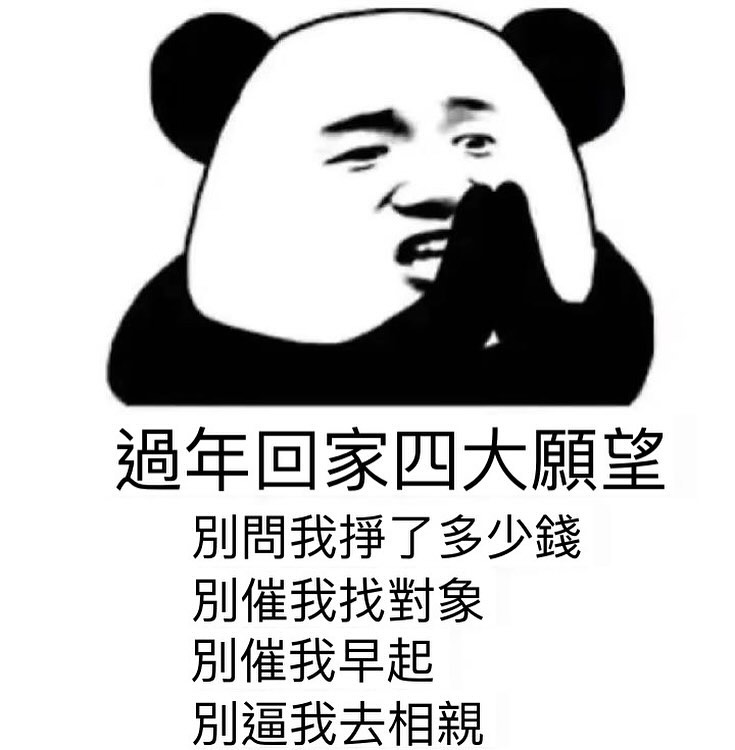 過年回家四大願望
別問我掙了多少錢
別催我找對象
別催我早起
別逼我去相親